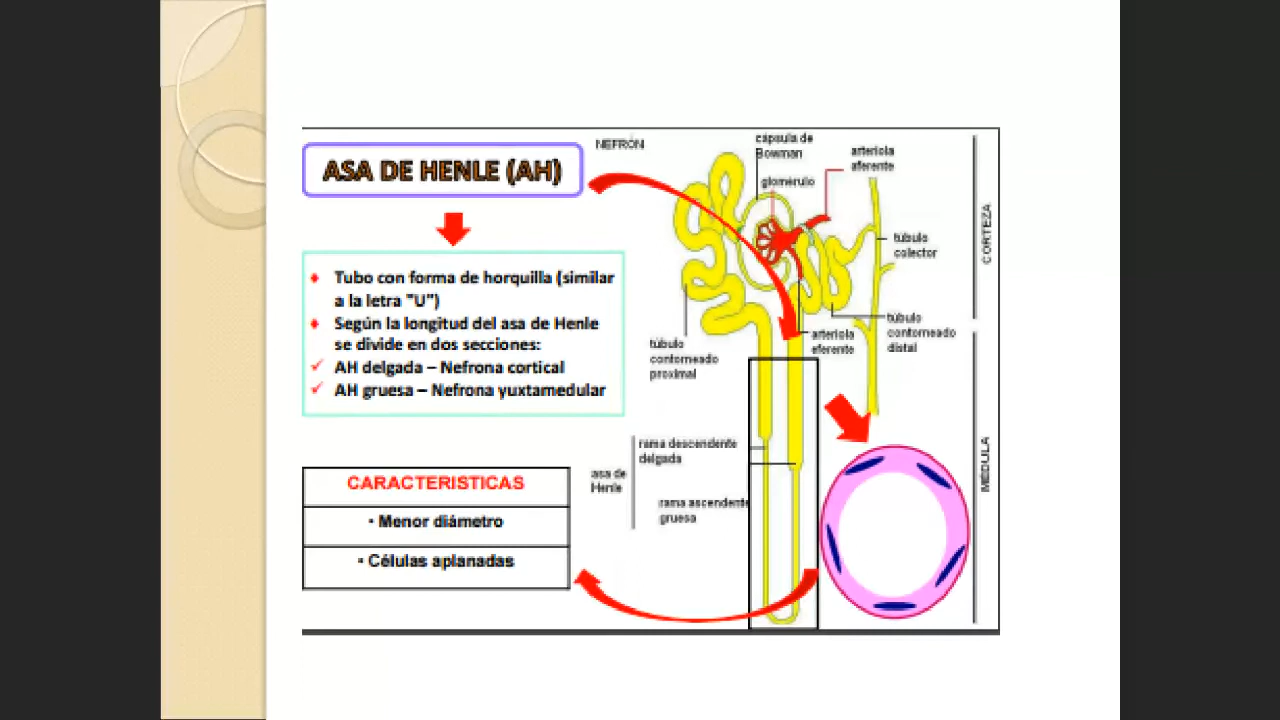 NEFRÓN
ASA DE HENLE (AH)
Tubo con forma de horquilla (similar
a la letra "U")
Según la longitud del asa de Henle
se divide en dos secciones:
AH delgada – Nefrona cortical
AH gruesa – Nefrona yuxtamedular
CARACTERISTICAS
• Menor diámetro
• Células aplanadas
cápsula de
Bowman
glomérulo
arteriola
aferente
túbulo
colector
túbulo
contorneado
distal
arteriola
eferente
túbulo
contorneado
proximal
rama descendente
delgada
asa de
Henle
rama ascendente
gruesa
CORTEZA
MÉDULA